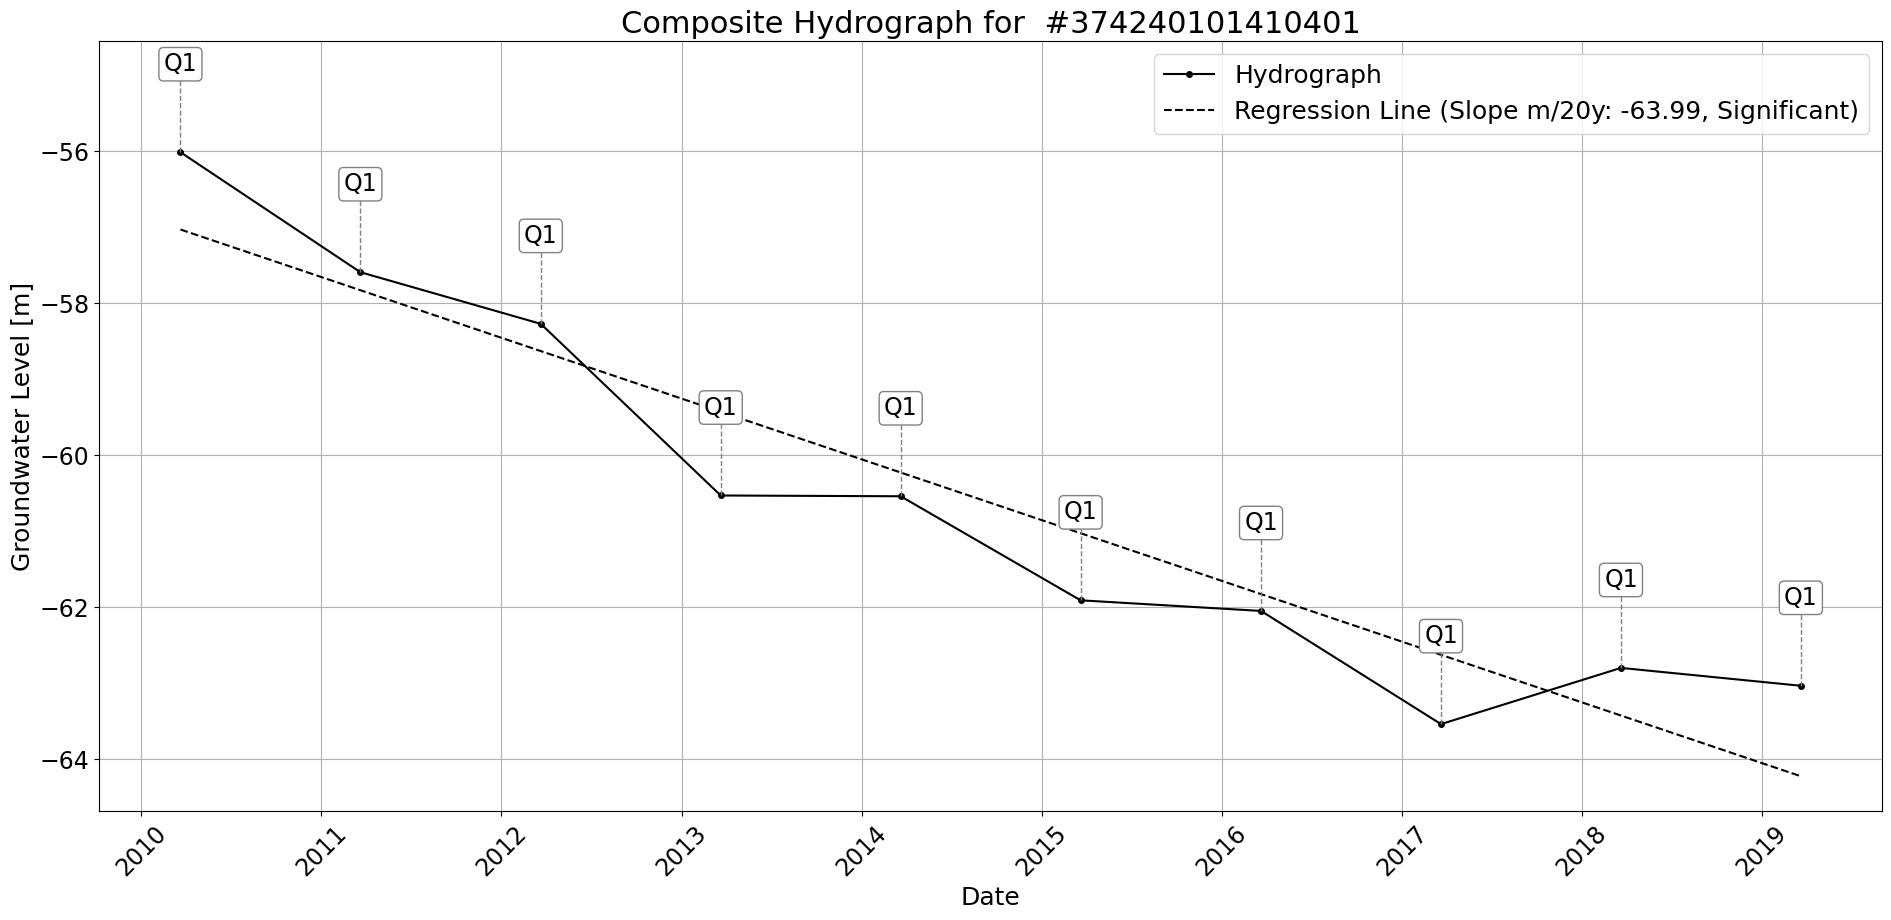 Composite Hydrograph for  #374240101410401
Hydrograph
Regression Line (Slope m/20y: -63.99, Significant)
Q1
Q1
Q1
Q1
Q1
Q1
Q1
Q1
Q1
Q1
Groundwater Level [m]
−56
−58
−60
−62
−64
2010
2011
2012
2013
2014
2015
2016
2017
2018
2019
Date